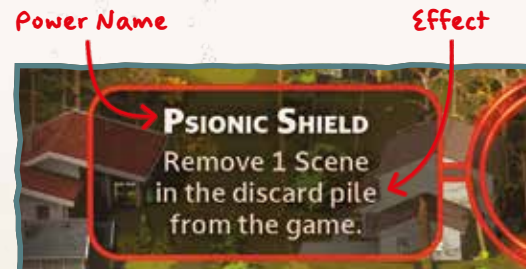 Power Name
Effect
Psionic Shield
Remove 1 Scene
in the discard pile
from the game.